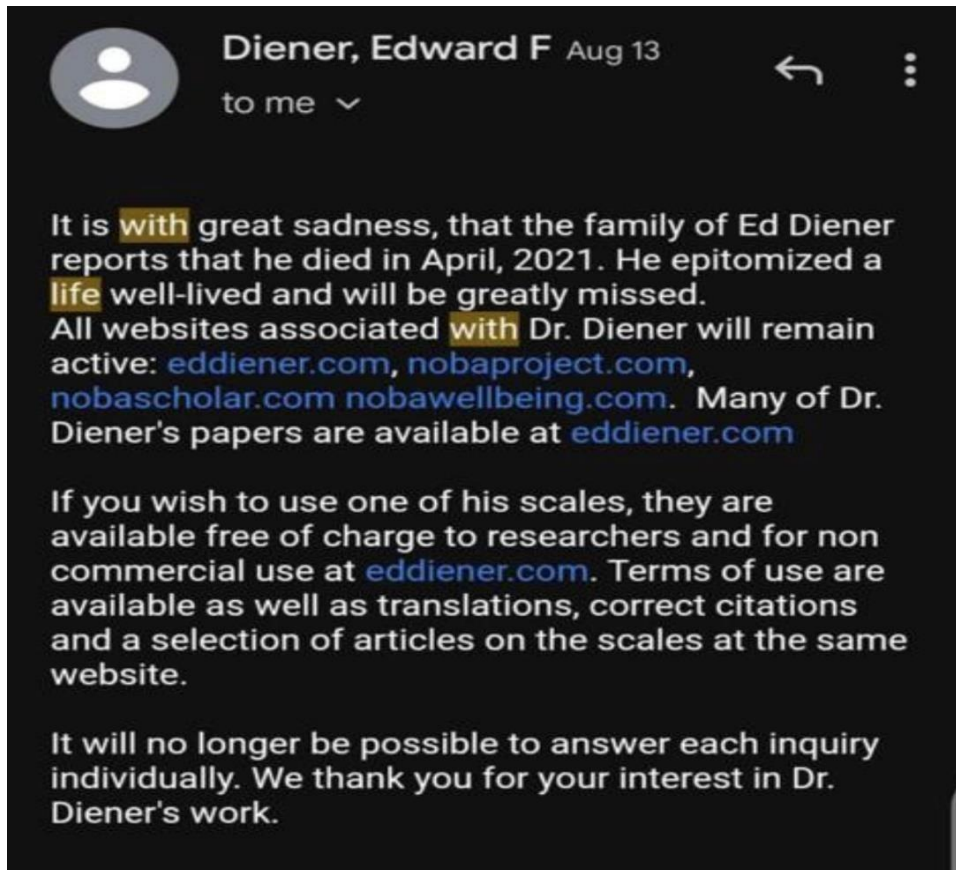 Diener, Edward F Aug 13
to me
It is with great sadness, that the family of Ed Diener
reports that he died in April, 2021. He epitomized a
life well-lived and will be greatly missed.
All websites associated with Dr. Diener will remain
active: eddiener.com, nobaproject.com,
nobascholar.com nobawellbeing.com. Many of Dr.
Diener's papers are available at eddiener.com
If you wish to use one of his scales, they are
available free of charge to researchers and for non
commercial use at eddiener.com. Terms of use are
available as well as translations, correct citations
and a selection of articles on the scales at the same
website.
It will no longer be possible to answer each inquiry
individually. We thank you for your interest in Dr.
Diener's work.